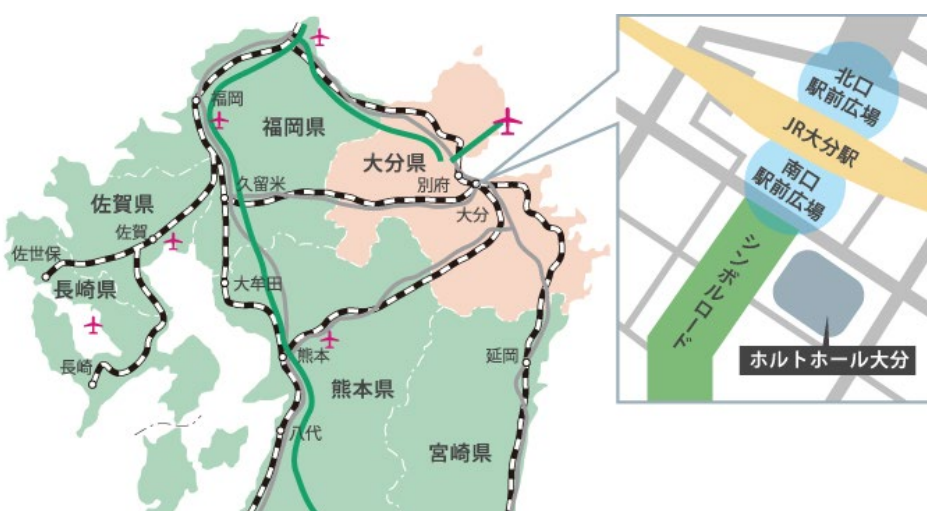 福岡
福岡県
大分県
久留米
別府
佐賀県
大分
佐賀
佐世保
長崎県
大牟田
長崎
熊本
延岡
熊本県
八代
宮崎県
北口
駅前広場
JR大分駅
南口
駅前広場
シンボルロード
ホルトホール大分